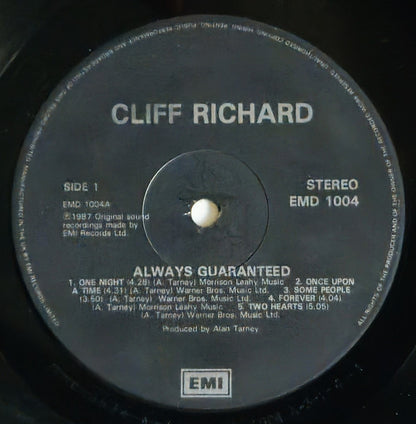 CLIFF RICHARD
SIDE 1
STEREO
EMD 1004A
EMD 1004
℗1987 Original sound
recordings made by
EMI Records Ltd.
ALWAYS GUARANTEED
1. ONE NIGHT (4.28) (A. Tarney) Morrison Leahy Music 2. ONCE UPON
A TIME (4.31) (A. Tarney) Warner Bros. Music Ltd. 3. SOME PEOPLE
(3.50) (A. Tarney) Warner Bros. Music Ltd. 4. FOREVER (4.04)
(A. Tarney) Morrison Leahy Music 5. TWO HEARTS (5.05)
(A. Tarney) Warner Bros. Music Ltd.
Produced by Alan Tarney
EMI